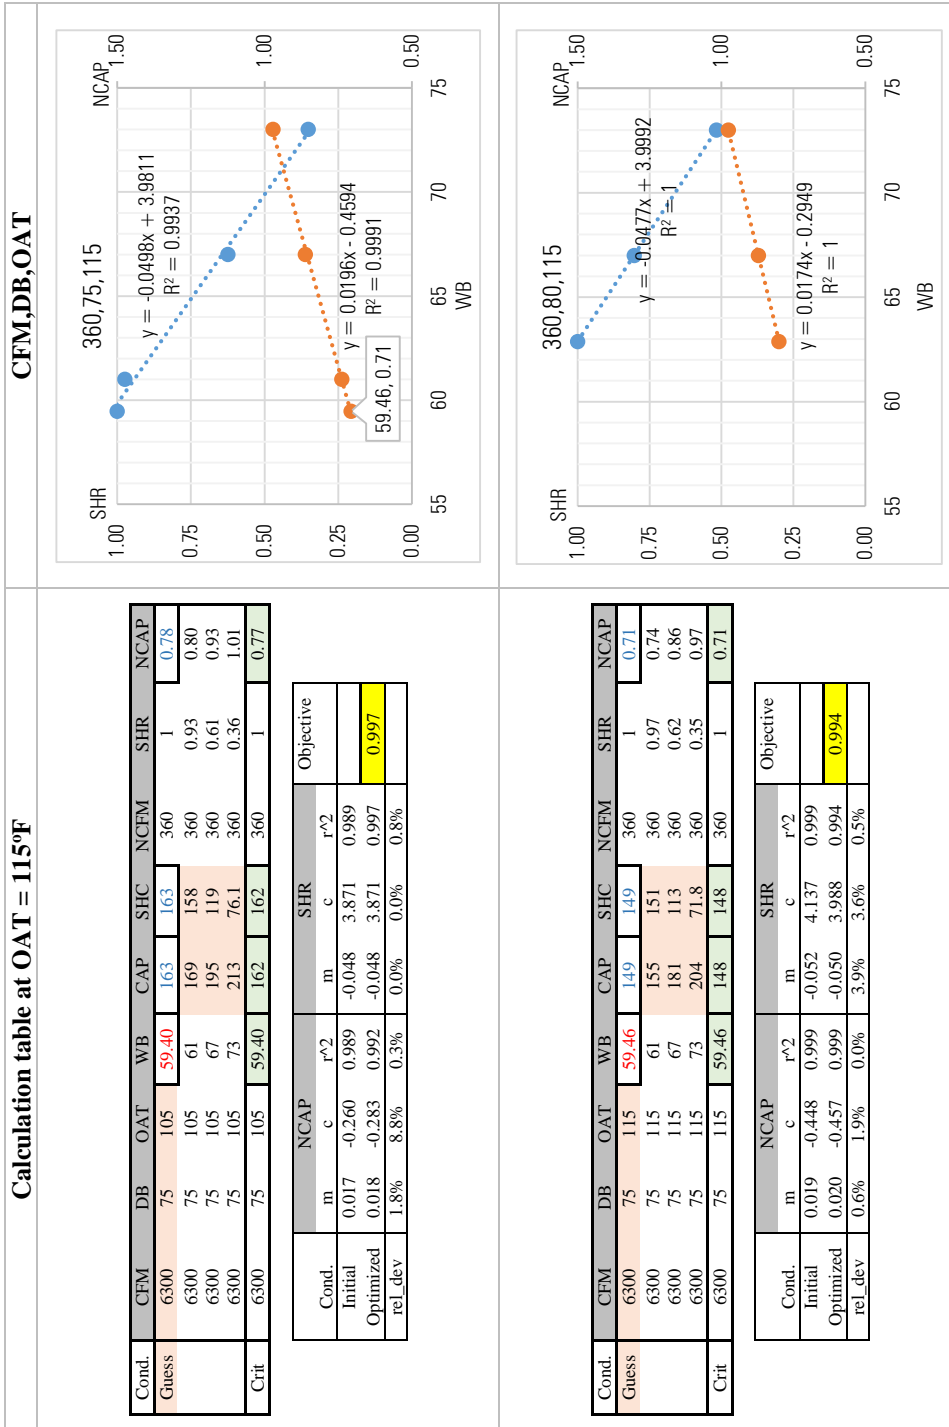 Calculation table at OAT = 115ºF
CFM,DB,OAT
Cond. CFM DB OAT WB CAP SHC NCFM SHR NCAP
Guess 6300 75 105 59.40 163 163 360 1 0.78
6300 75 105 61 169 158 360 0.93 0.80
6300 75 105 67 195 119 360 0.61 0.93
6300 75 105 73 213 76.1 360 0.36 1.01
Crit 6300 75 105 59.40 162 162 360 1 0.77
NCAP SHR Objective
Cond. m c r^2 m c r^2
Initial 0.017 -0.260 0.989 -0.048 3.871 0.989
Optimized 0.018 -0.283 0.992 -0.048 3.871 0.997 0.997
rel_dev 1.8% 8.8% 0.3% 0.0% 0.0% 0.8%
SHR 360,75,115 NCAP
1.00 1.50
0.75
0.50 1.00
0.25
0.00 0.50
y = -0.0498x + 3.9811
R² = 0.9937
y = 0.0196x - 0.4594
R² = 0.9991
59.46, 0.71
55 60 65 70 75
WB
Cond. CFM DB OAT WB CAP SHC NCFM SHR NCAP
Guess 6300 75 115 59.46 149 149 360 1 0.71
6300 75 115 61 155 151 360 0.97 0.74
6300 75 115 67 181 113 360 0.62 0.86
6300 75 115 73 204 71.8 360 0.35 0.97
Crit 6300 75 115 59.46 148 148 360 1 0.71
NCAP SHR Objective
Cond. m c r^2 m c r^2
Initial 0.019 -0.448 0.999 -0.052 4.137 0.999
Optimized 0.020 -0.457 0.999 -0.050 3.988 0.994 0.994
rel_dev 0.6% 1.9% 0.0% 3.9% 3.6% 0.5%
SHR 360,80,115 NCAP
1.00 1.50
0.75
0.50 1.00
0.25
0.00 0.50
y = -0.0477x + 3.9992
R² = 1
y = 0.0174x - 0.2949
R² = 1
55 60 65 70 75
WB